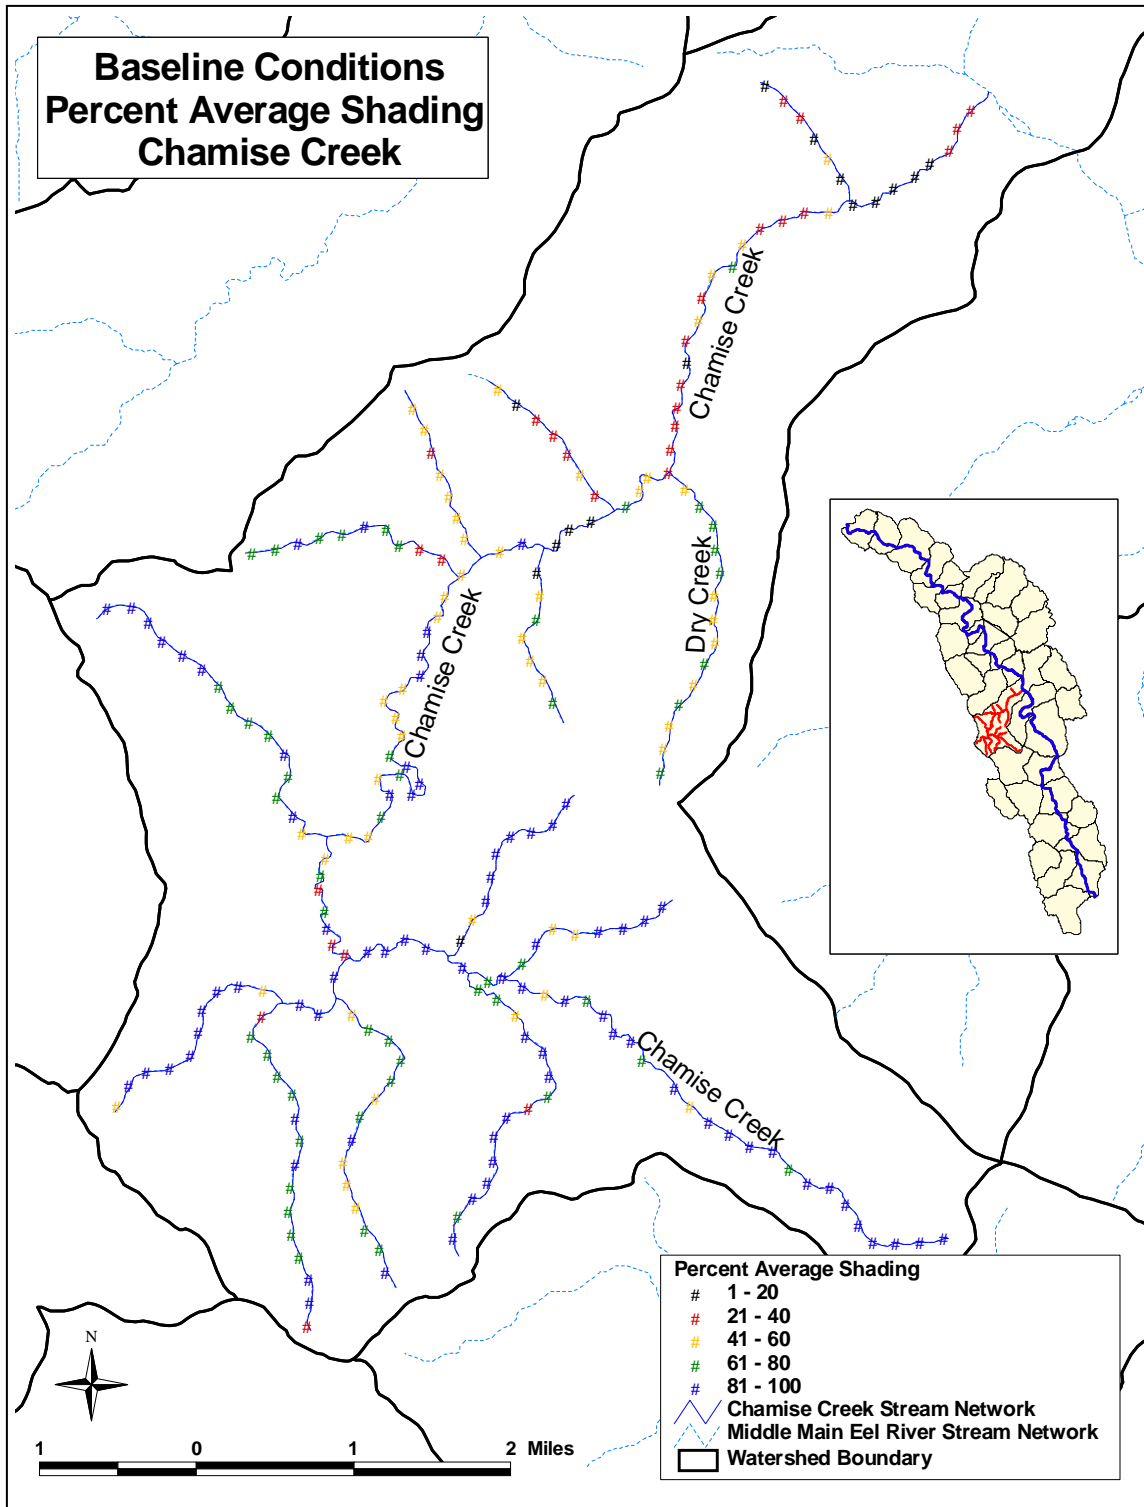 Baseline Conditions
Percent Average Shading
Chamise Creek
Chamise Creek
Dry Creek
Chamise Creek
Chamise Creek
Percent Average Shading
# 1 - 20
# 21 - 40
# 41 - 60
# 61 - 80
# 81 - 100
Chamise Creek Stream Network
Middle Main Eel River Stream Network
Watershed Boundary
N
1 0 1 2 Miles